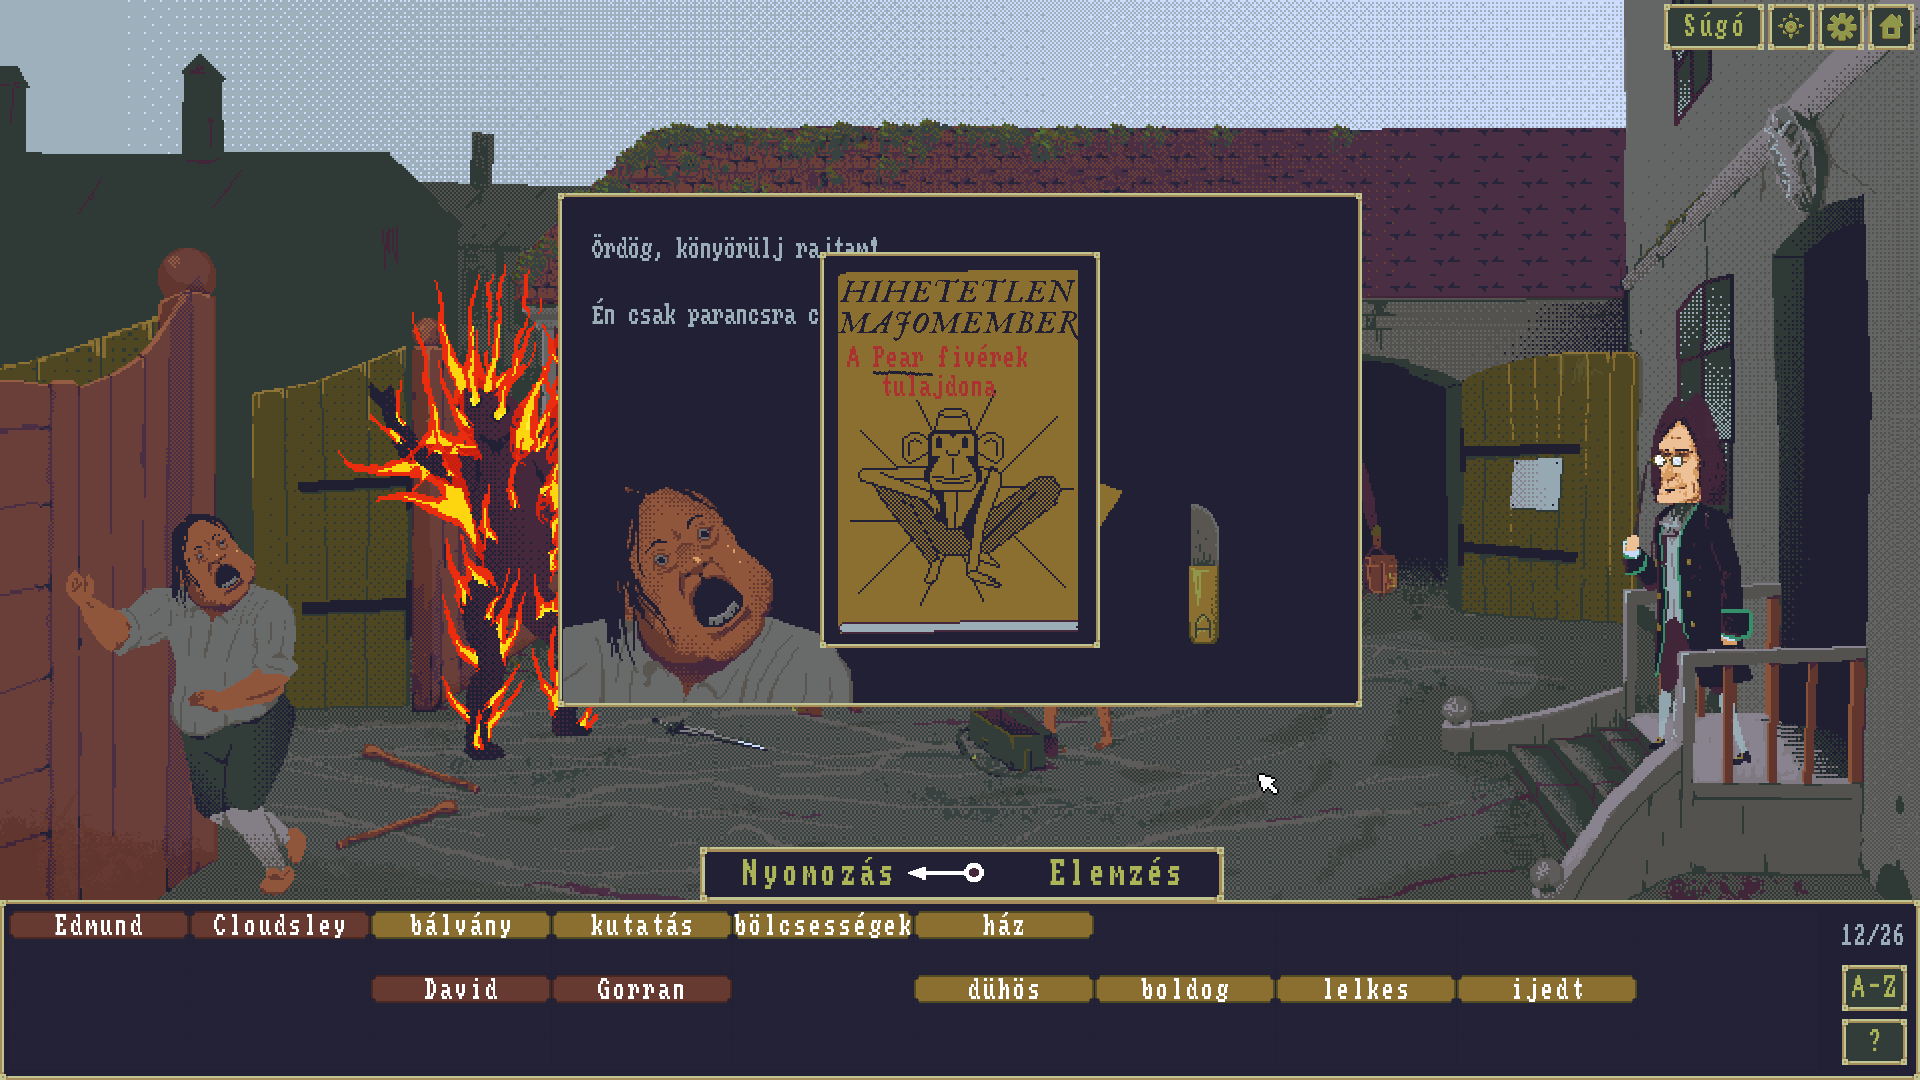 Súgó
Ördög, könyörülj rajtam!
Én csak parancsra c
HIHETETLEN
MAJOMEMBER
A Pear fivérek
tulajdona
A
Nyomozás
Elemzés
Edmund
Cloudsley
bálvány
kutatás
bölcsességek
ház
12/26
David
Gorran
dühös
boldog
lelkes
ijedt
A-Z
?